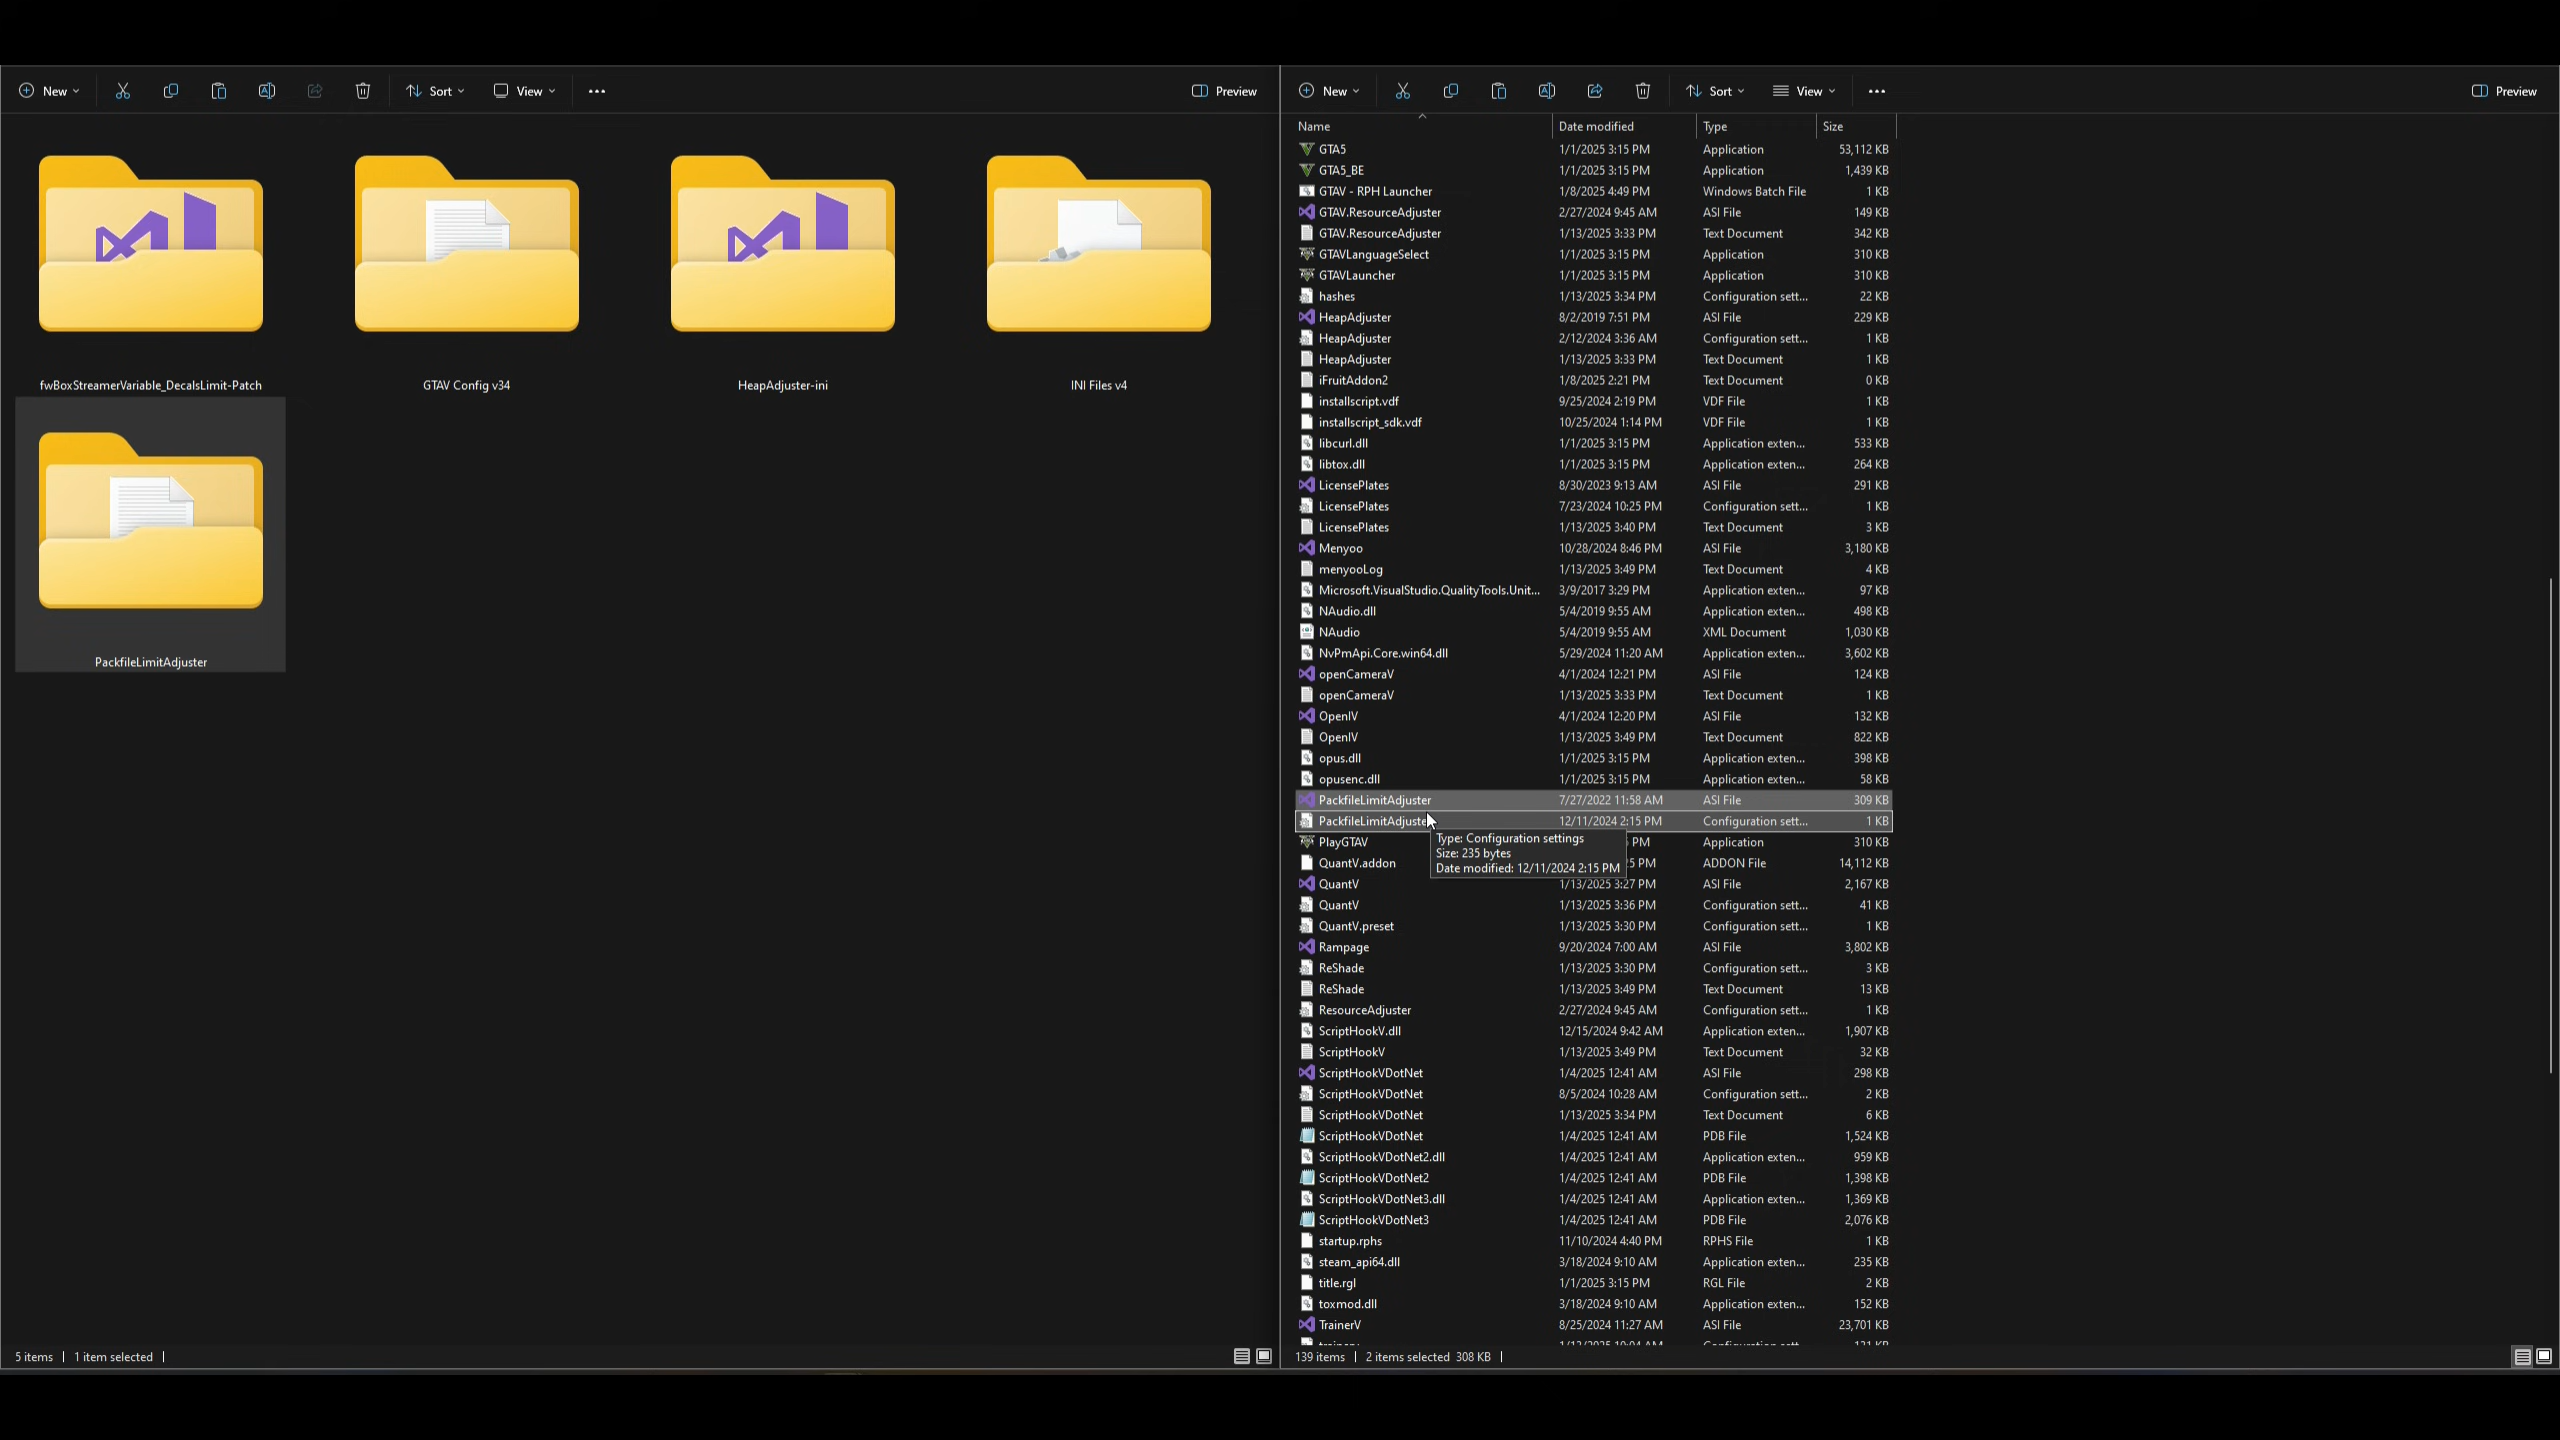 New
Sort
View
Preview
fwBoxStreamerVariable_DecalsLimit-Patch
GTAV Config v34
HeapAdjuster-ini
INI Files v4
PackfileLimitAdjuster
5 items
1 item selected
New
Sort
View
Preview
Name Date modified Type Size
GTA5 1/1/2025 3:15 PM Application 53,112 KB
GTA5_BE 1/1/2025 3:15 PM Application 1,439 KB
GTAV - RPH Launcher 1/8/2025 4:49 PM Windows Batch File 1 KB
GTAV.ResourceAdjuster 2/27/2024 9:45 AM ASI File 149 KB
GTAV.ResourceAdjuster 1/13/2025 3:33 PM Text Document 342 KB
GTAVLanguageSelect 1/1/2025 3:15 PM Application 310 KB
GTAVLauncher 1/1/2025 3:15 PM Application 310 KB
hashes 1/13/2025 3:34 PM Configuration sett... 22 KB
HeapAdjuster 8/2/2019 7:51 PM ASI File 229 KB
HeapAdjuster 2/12/2024 3:36 AM Configuration sett... 1 KB
HeapAdjuster 1/13/2025 3:33 PM Text Document 1 KB
iFruitAddon2 1/8/2025 2:21 PM Text Document 0 KB
installscript.vdf 9/25/2024 2:19 PM VDF File 1 KB
installscript_sdk.vdf 10/25/2024 1:14 PM VDF File 1 KB
libcurl.dll 1/1/2025 3:15 PM Application exten... 533 KB
libtox.dll 1/1/2025 3:15 PM Application exten... 264 KB
LicensePlates 8/30/2023 9:13 AM ASI File 291 KB
LicensePlates 7/23/2024 10:25 PM Configuration sett... 1 KB
LicensePlates 1/13/2025 3:40 PM Text Document 3 KB
Menyoo 10/28/2024 8:46 PM ASI File 3,180 KB
menyooLog 1/13/2025 3:49 PM Text Document 4 KB
Microsoft.VisualStudio.QualityTools.Unit... 3/9/2017 3:29 PM Application exten... 97 KB
NAudio.dll 5/4/2019 9:55 AM Application exten... 498 KB
NAudio 5/4/2019 9:55 AM XML Document 1,030 KB
NvPmApi.Core.win64.dll 5/29/2024 11:20 AM Application exten... 3,602 KB
openCameraV 4/1/2024 12:21 PM ASI File 124 KB
openCameraV 1/13/2025 3:33 PM Text Document 1 KB
OpenIV 4/1/2024 12:20 PM ASI File 132 KB
OpenIV 1/13/2025 3:49 PM Text Document 822 KB
opus.dll 1/1/2025 3:15 PM Application exten... 398 KB
opusenc.dll 1/1/2025 3:15 PM Application exten... 58 KB
PackfileLimitAdjuster 7/27/2022 11:58 AM ASI File 309 KB
PackfileLimitAdjuster 12/11/2024 2:15 PM Configuration sett... 1 KB
PlayGTAV PM Application 310 KB
QuantV.addon PM ADDON File 14,112 KB
Type: Configuration settings
Size: 235 bytes
Date modified: 12/11/2024 2:15 PM
QuantV 1/13/2025 3:27 PM ASI File 2,167 KB
QuantV 1/13/2025 3:36 PM Configuration sett... 41 KB
QuantV.preset 1/13/2025 3:30 PM Configuration sett... 1 KB
Rampage 9/20/2024 7:00 AM ASI File 3,802 KB
ReShade 1/13/2025 3:30 PM Configuration sett... 3 KB
ReShade 1/13/2025 3:49 PM Text Document 13 KB
ResourceAdjuster 2/27/2024 9:45 AM Configuration sett... 1 KB
ScriptHookV.dll 12/15/2024 9:42 AM Application exten... 1,907 KB
ScriptHookV 1/13/2025 3:49 PM Text Document 32 KB
ScriptHookVDotNet 1/4/2025 12:41 AM ASI File 298 KB
ScriptHookVDotNet 8/5/2024 10:28 AM Configuration sett... 2 KB
ScriptHookVDotNet 1/13/2025 3:34 PM Text Document 6 KB
ScriptHookVDotNet 1/4/2025 12:41 AM PDB File 1,524 KB
ScriptHookVDotNet2.dll 1/4/2025 12:41 AM Application exten... 959 KB
ScriptHookVDotNet2 1/4/2025 12:41 AM PDB File 1,398 KB
ScriptHookVDotNet3.dll 1/4/2025 12:41 AM Application exten... 1,369 KB
ScriptHookVDotNet3 1/4/2025 12:41 AM PDB File 2,076 KB
startup.rphs 11/10/2024 4:40 PM RPHS File 1 KB
steam_api64.dll 3/18/2024 9:10 AM Application exten... 235 KB
title.rgl 1/1/2025 3:15 PM RGL File 2 KB
toxmod.dll 3/18/2024 9:10 AM Application exten... 152 KB
TrainerV 8/25/2024 11:27 AM ASI File 23,701 KB
139 items
2 items selected 308 KB